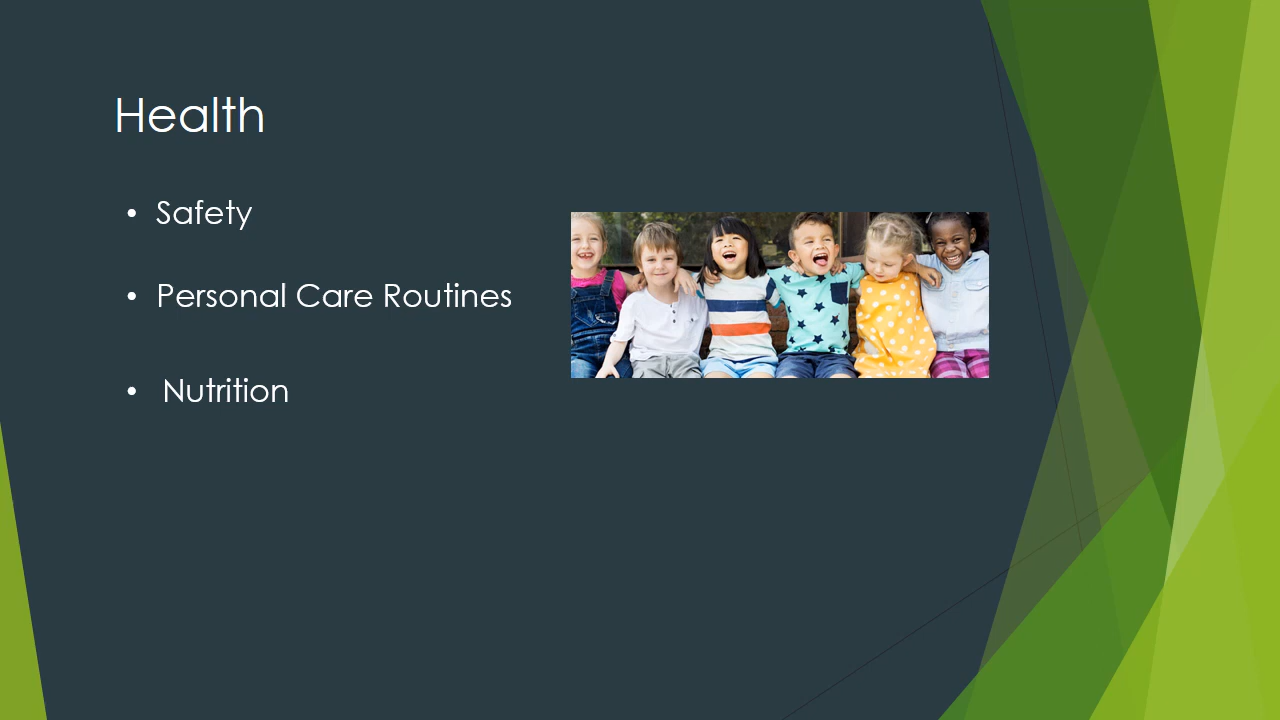 Health
• Safety
• Personal Care Routines
• Nutrition